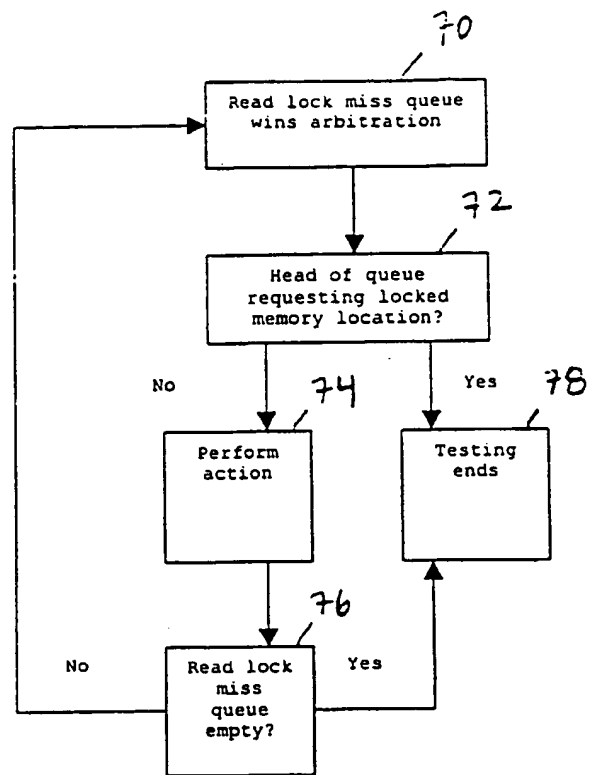 70
Read lock miss queue
wins arbitration
72
Head of queue
requesting locked
memory location?
No
Yes
74
78
Perform
action
Testing
ends
76
No
Read lock
miss
queue
empty?
Yes